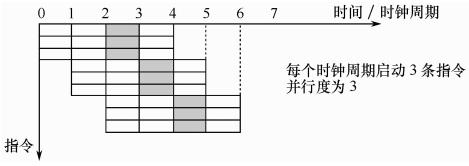 0 1 2 3 4 5 6 7 时间 / 时钟周期
每个时钟周期启动 3 条指令
并行度为 3
指令